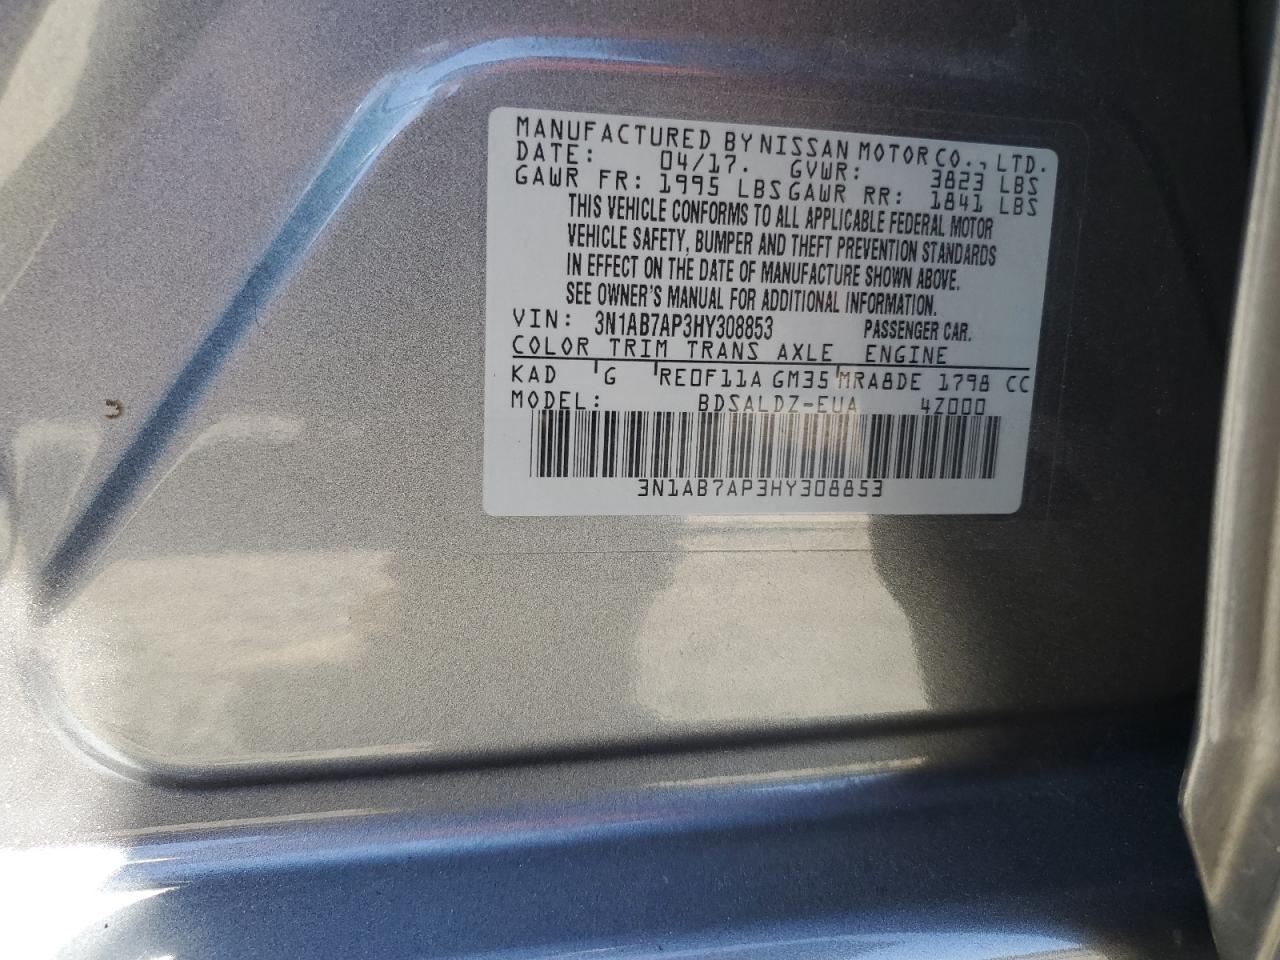 MANUFACTURED BY NISSAN MOTOR CO., LTD.
DATE: 04/17. GVWR: 3823 LBS
GAWR FR: 1995 LBS GAWR RR: 1841 LBS
THIS VEHICLE CONFORMS TO ALL APPLICABLE FEDERAL MOTOR
VEHICLE SAFETY, BUMPER AND THEFT PREVENTION STANDARDS
IN EFFECT ON THE DATE OF MANUFACTURE SHOWN ABOVE.
SEE OWNER'S MANUAL FOR ADDITIONAL INFORMATION.
VIN: 3N1AB7AP3HY308853 PASSENGER CAR.
COLOR TRIM TRANS AXLE ENGINE
KAD G RE0F11A GM35 MRA8DE 1798 CC
MODEL: BDSALDZ-EUA 4Z000
3N1AB7AP3HY308853